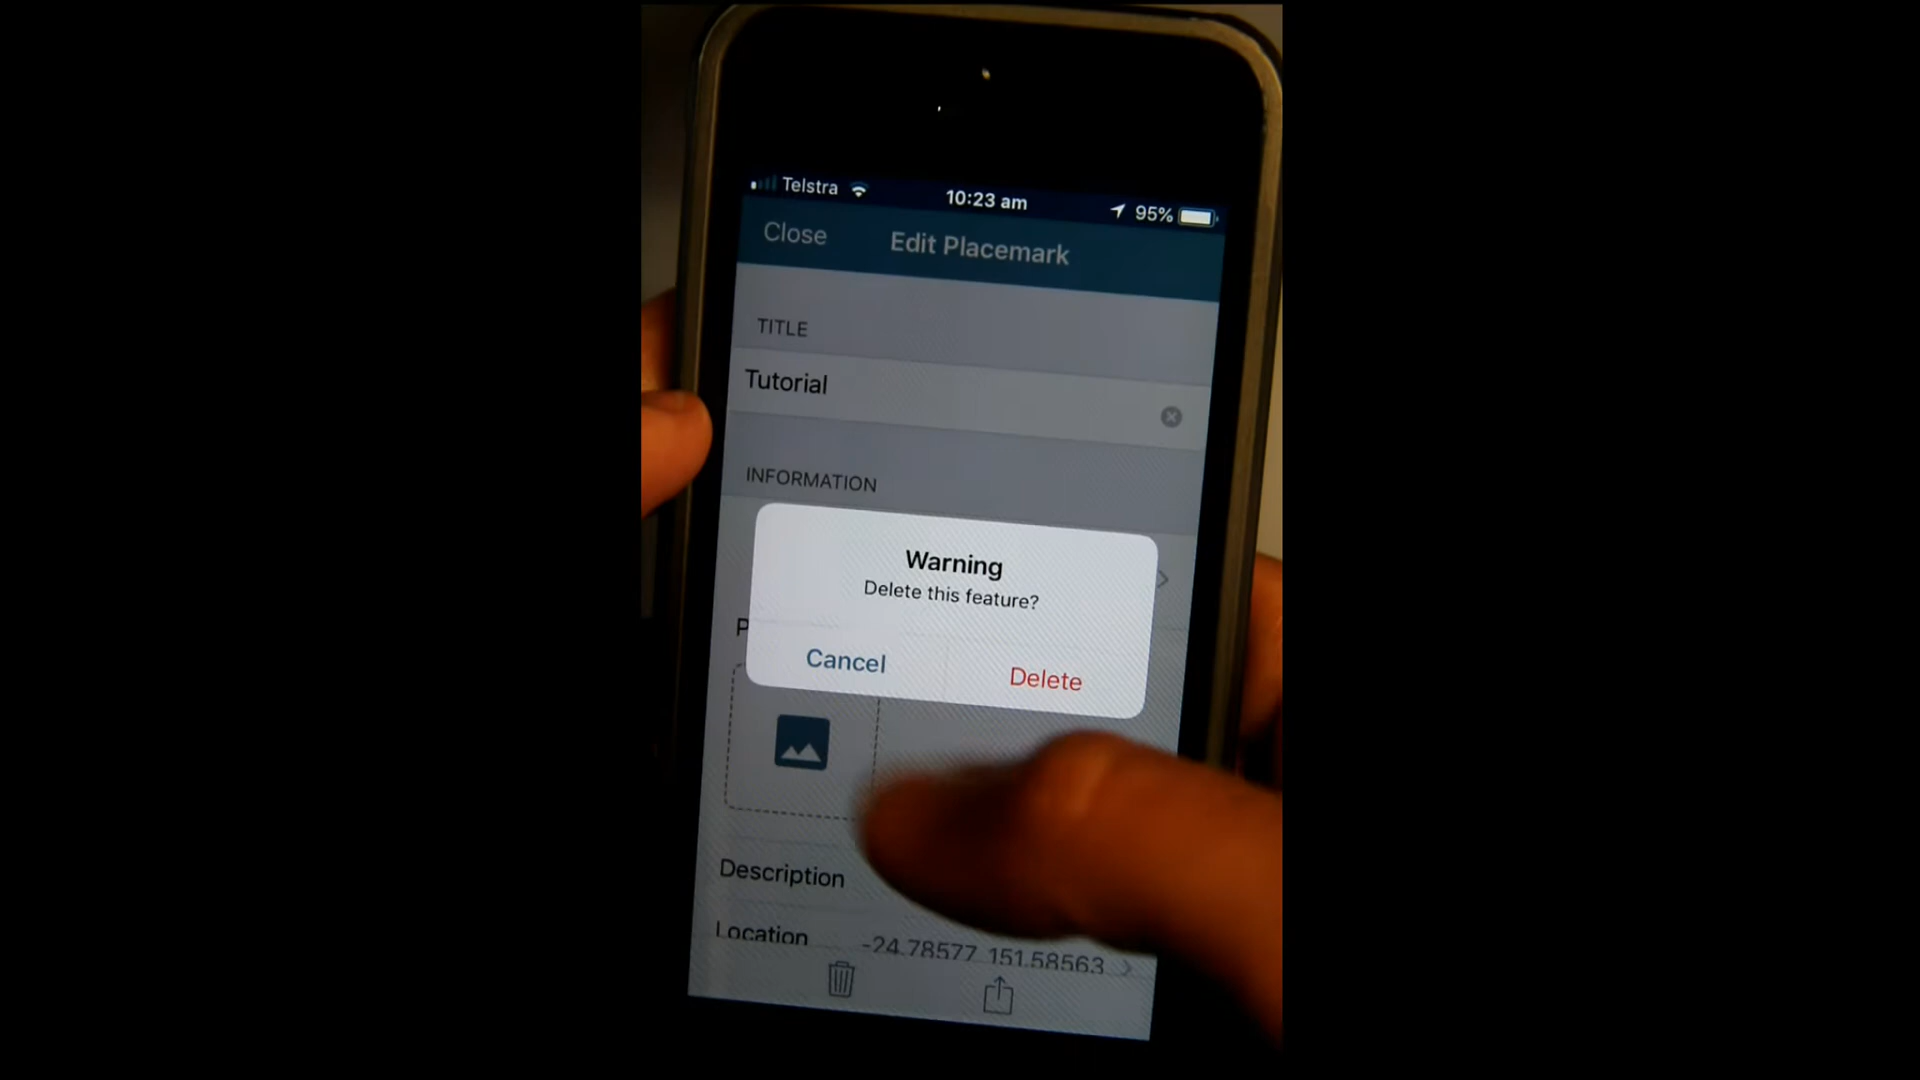 Telstra 10:23 am 95%
Close Edit Placemark
TITLE
Tutorial
INFORMATION
Warning
Delete this feature?
P
Cancel Delete
Description
Location -24.78577, 151.58563